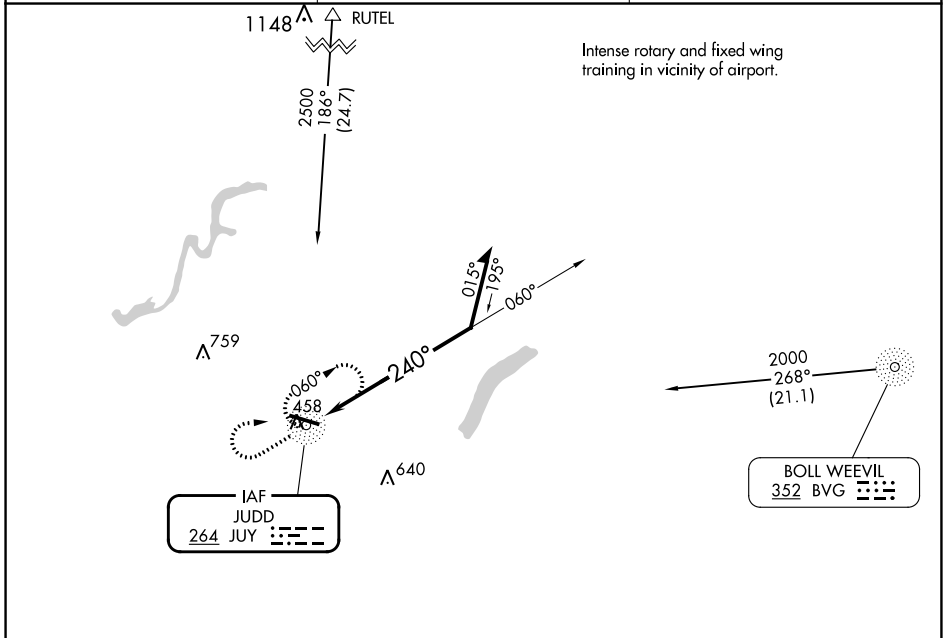 1148
RUTEL
Intense rotary and fixed wing
training in vicinity of airport.
2500
186°
(24.7)
015°
195°
060°
759
240°
060°
458
2000
268°
(21.1)
640
BOLL WEEVIL
352 BVG
IAF
JUDD
264 JUY